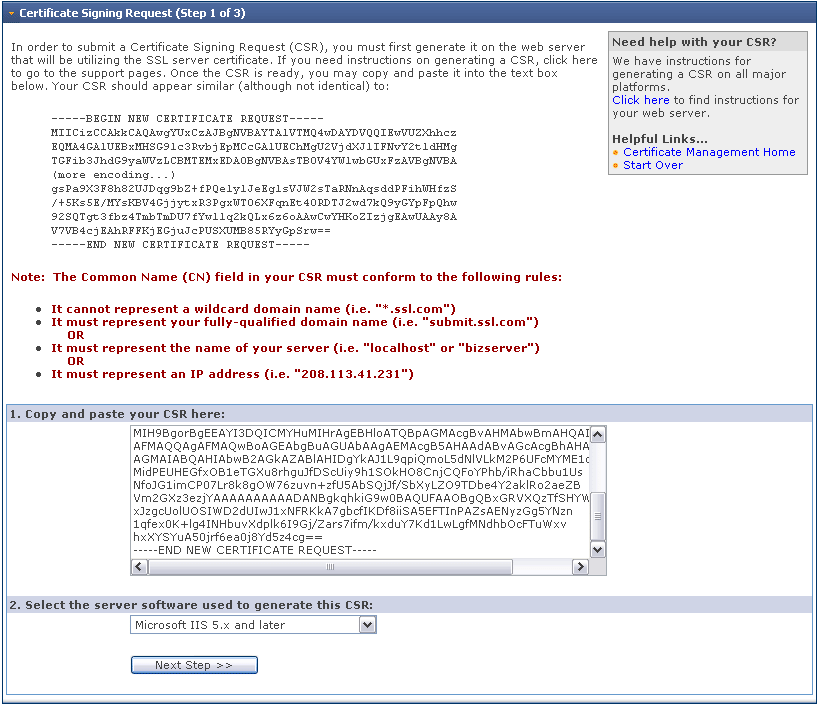 Certificate Signing Request (Step 1 of 3)
In order to submit a Certificate Signing Request (CSR), you must first generate it on the web server
that will be utilizing the SSL server certificate. If you need instructions on generating a CSR, click here
to go to the support pages. Once the CSR is ready, you may copy and paste it into the text box
below. Your CSR should appear similar (although not identical) to:
-----BEGIN NEW CERTIFICATE REQUEST-----
MIICizCCAkkCAQAwgYUxCzAJBgNVBAYTAlVTMQ4wDAYDVQQIEwVUZXhhcz
EQMA4GA1UEBxMHSG91c3RvbjEpMCcGA1UEChMgU2VjdXJlIFNvY2tldHMg
TGFib3JhdG9yaWVzLCBMTEMxEDAOBgNVBAsTB0V4YW1wbGUxFzAVBgNVBA
(more encoding...)
gsPa9X3F8h82UJDqg9bZ+fPQelylJeEglsVJW2sTaRNnAqsddPFihWHfzS
/+5Ks5E/MYsKBV4GjjytxR3PgxWTO6XFqnEt40RDTJ2wd7kQ9yGYpFpQhw
92SQTgt3fbz4TmbTmDU7fYwllq2kQLx6z6oAAwCwYHKoZIzjgEAwUAAy8A
V7VB4cjEAhRFFKjEGjuJcPUSXUMB85RYyGpSrw==
-----END NEW CERTIFICATE REQUEST-----
Need help with your CSR?
We have instructions for
generating a CSR on all major
platforms.
Click here to find instructions for
your web server.
Helpful Links...
Certificate Management Home
Start Over
Note: The Common Name (CN) field in your CSR must conform to the following rules:
It cannot represent a wildcard domain name (i.e. "*.ssl.com")
It must represent your fully-qualified domain name (i.e. "submit.ssl.com")
OR
It must represent the name of your server (i.e. "localhost" or "bizserver")
OR
It must represent an IP address (i.e. "208.113.41.231")
1. Copy and paste your CSR here:
MIH9BgorBgEEAYI3DQICMYHuMIHrAgEBHloATQBpAGMAcgBvAHMAbwBmAHQAI
AFMAQQAgAFMAQwBoAGEAbgBuAGUAbAAgAEMAcgB5AHAAdABvAGcAcgBhAHA
AGMAIABQAHIAbwB2AGkAZABlAHIDgYkAJ1L9qpiQmoL5dNlVLkM2P6UFcMYME1c
MidPEUHEGfxOB1eTGXu8rhguJfDScUiy9h1SOkHO8CnjCQFoYPhb/iRhaCbbu1Us
NfoJG1imCP07Lr8k8gOW76zuvn+zfU5AbSQjJf/SbXyLZO9TDbe4Y2aklRo2aeZB
Vm2GXz3ezjYAAAAAAAAAADANBgkqhkiG9w0BAQUFAAOBgQBxGRVXQzTfSHYW
xJzgcUolUOSIWD2dUIwJ1xNFRKkA7gbcfIKDf8iiSA5EFTInPAZsAENyzGg5YNzn
1qfex0K+lg4INHbuvXdplk6I9Gj/Zars7ifm/kxduY7Kd1LwLgfMNdhbOcFTuWxv
hxXYSYuA50jrf6ea0j8Yd5z4cg==
-----END NEW CERTIFICATE REQUEST-----
2. Select the server software used to generate this CSR:
Microsoft IIS 5.x and later
Next Step >>